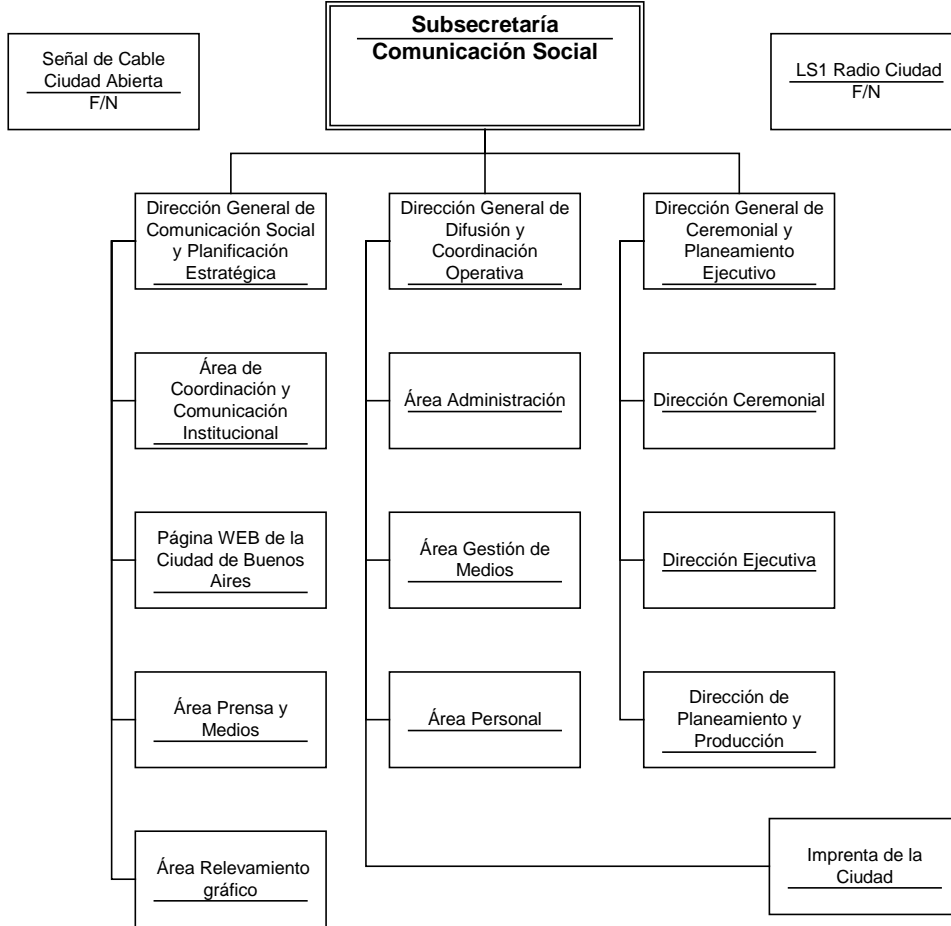 Subsecretaría
Comunicación Social
Señal de Cable
Ciudad Abierta
F/N
LS1 Radio Ciudad
F/N
Dirección General de
Comunicación Social
y Planificación
Estratégica
Dirección General de
Difusión y
Coordinación
Operativa
Dirección General de
Ceremonial y
Planeamiento
Ejecutivo
Área de
Coordinación y
Comunicación
Institucional
Área Administración
Dirección Ceremonial
Página WEB de la
Ciudad de Buenos
Aires
Área Gestión de
Medios
Dirección Ejecutiva
Área Prensa y
Medios
Área Personal
Dirección de
Planeamiento y
Producción
Área Relevamiento
gráfico
Imprenta de la
Ciudad